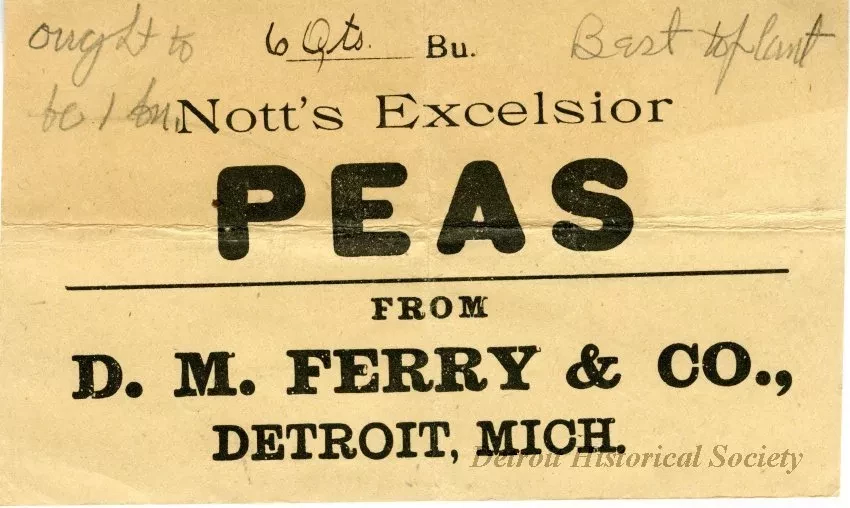 ought to 6 Qts. Bu. Best to plant
be 1 bu. Nott's Excelsior
PEAS
FROM
D. M. FERRY & CO.,
DETROIT, MICH.
Detroit Historical Society